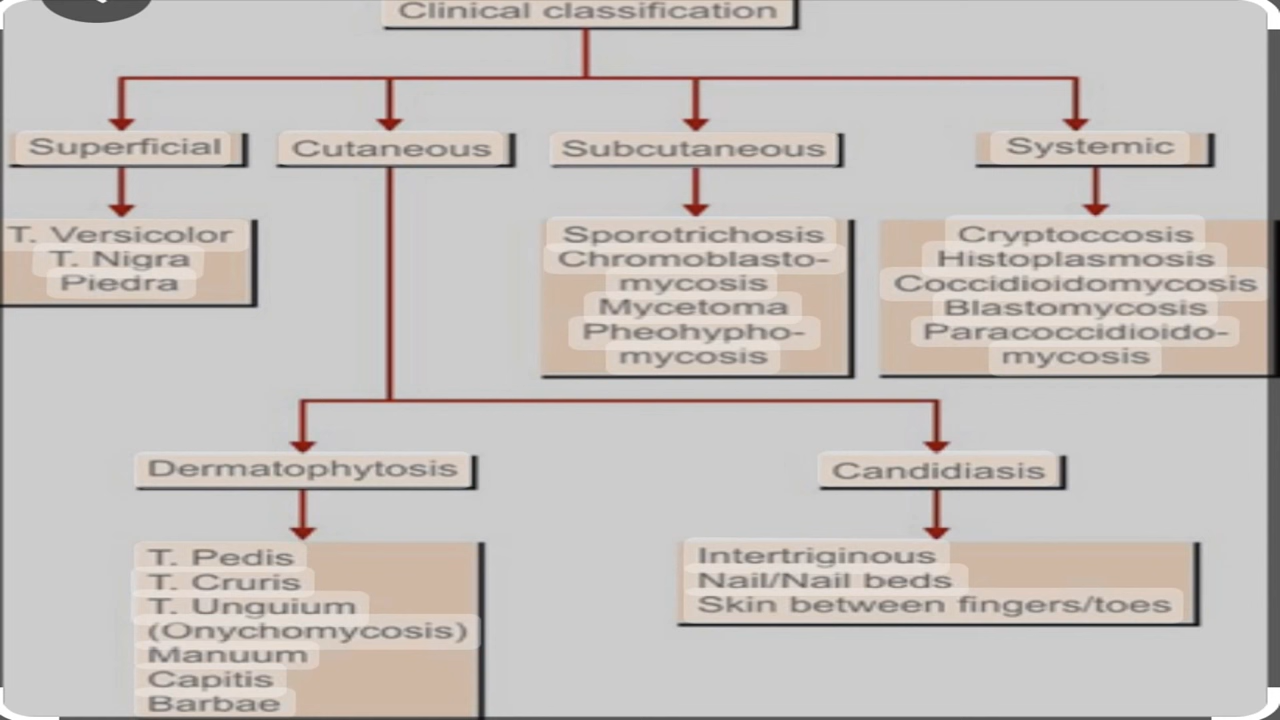 Clinical classification
Superficial
Cutaneous
Subcutaneous
Systemic
T. Versicolor
T. Nigra
Piedra
Sporotrichosis
Chromoblasto-
mycosis
Mycetoma
Pheohypho-
mycosis
Cryptoccosis
Histoplasmosis
Coccidioidomycosis
Blastomycosis
Paracoccidioido-
mycosis
Dermatophytosis
Candidiasis
T. Pedis
T. Cruris
T. Unguium
(Onychomycosis)
Manuum
Capitis
Barbae
Intertriginous
Nail/Nail beds
Skin between fingers/toes